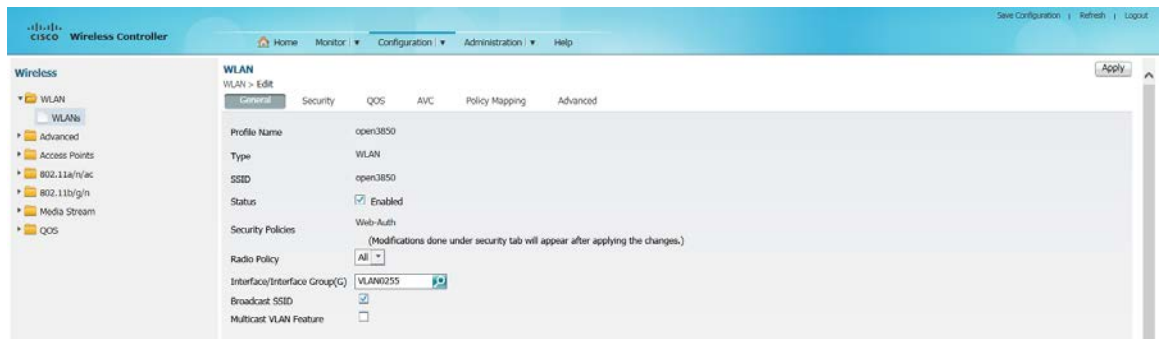 Save Configuration | Refresh | Logout
CISCO Wireless Controller
Home Monitor Configuration Administration Help
Wireless
WLAN
WLANs
Advanced
Access Points
802.11a/n/ac
802.11b/g/n
Media Stream
QOS
WLAN
WLAN > Edit
Apply
General Security QOS AVC Policy Mapping Advanced
Profile Name open3850
Type WLAN
SSID open3850
Status Enabled
Security Policies Web-Auth
(Modifications done under security tab will appear after applying the changes.)
Radio Policy All
Interface/Interface Group(G) VLAN0255
Broadcast SSID
Multicast VLAN Feature